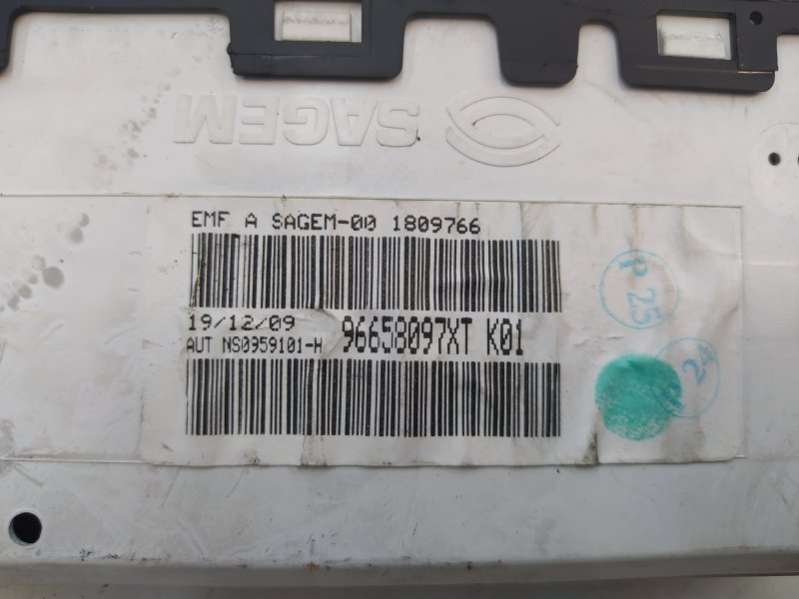 SAGEM
EMF A SAGEM-00 1809766
19/12/09
AUT NS0959101-H 96658097XT K01
P 25
24